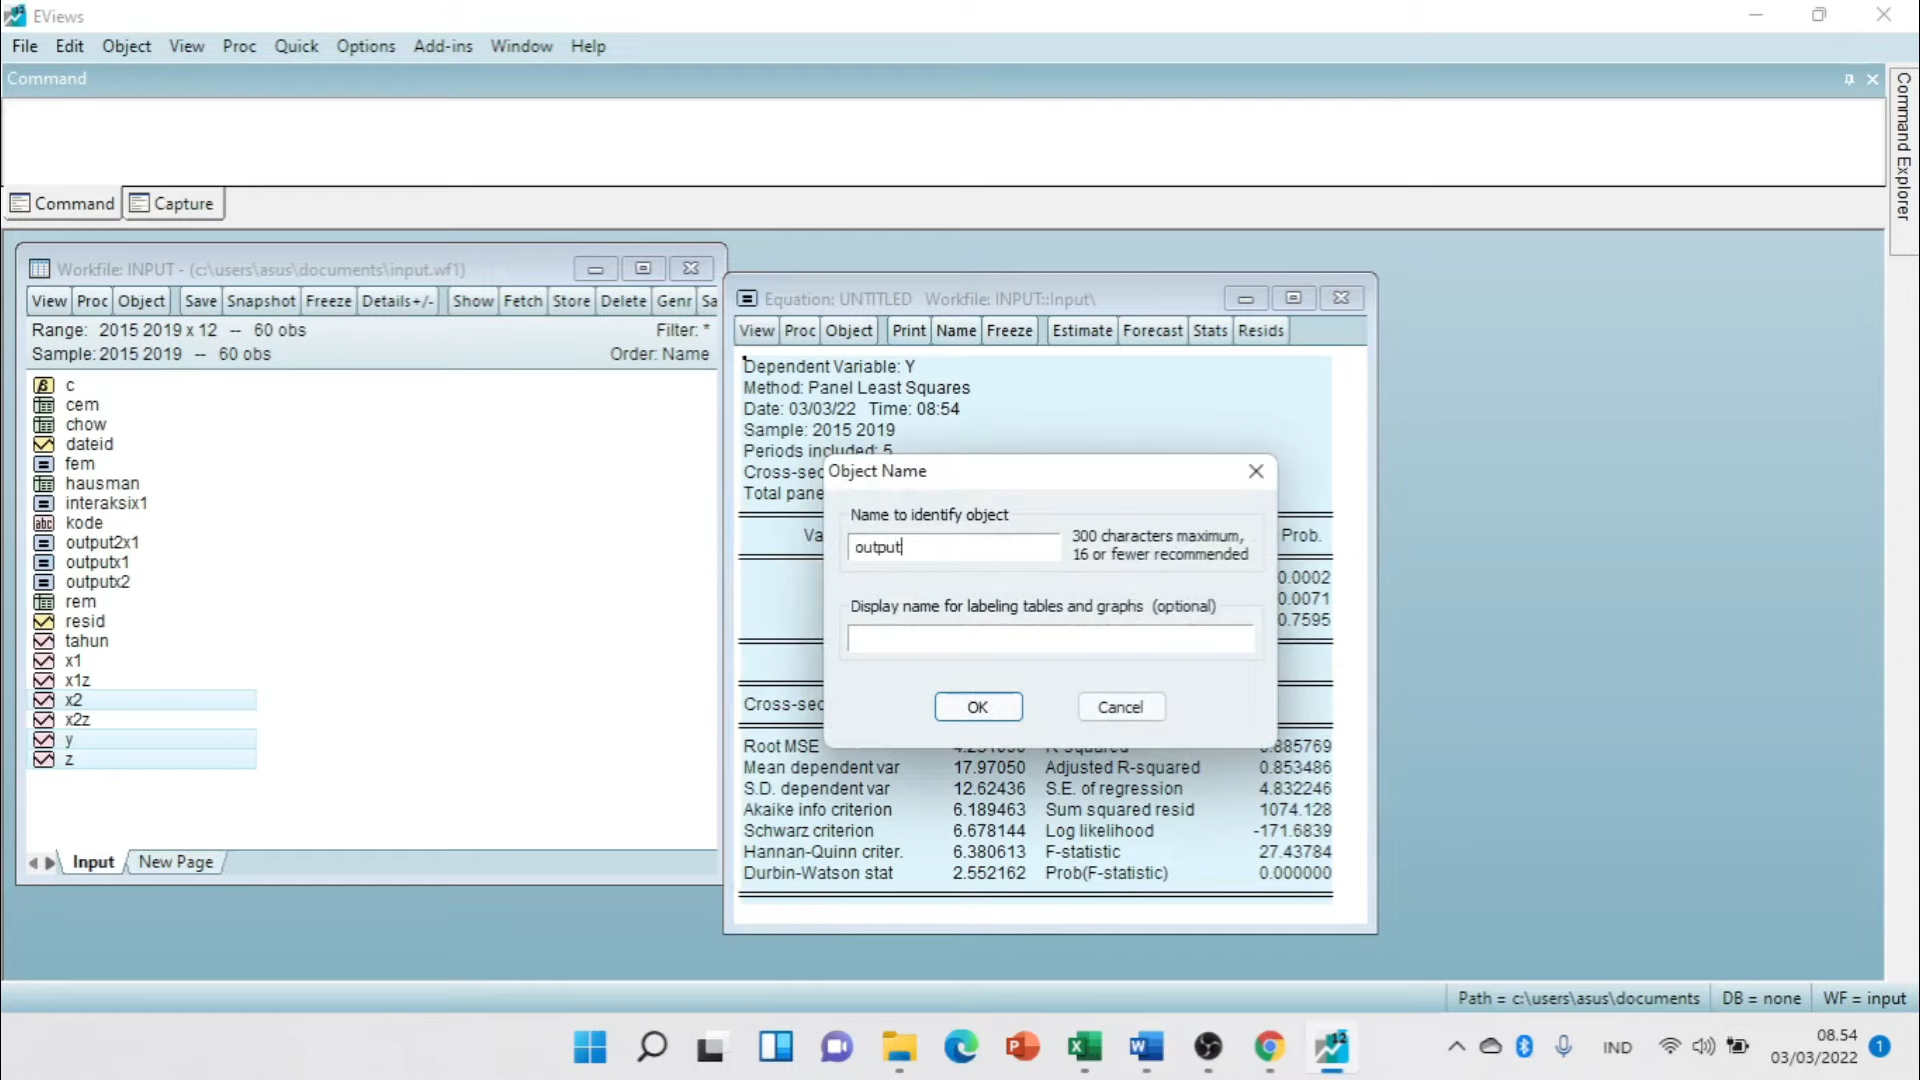 EViews
File Edit Object View Proc Quick Options Add-ins Window Help
Command
Command Explorer
Command Capture
Workfile: INPUT - (c:\users\asus\documents\input.wf1)
View Proc Object Save Snapshot Freeze Details+/- Show Fetch Store Delete Genr Sa
Range: 2015 2019 x 12 -- 60 obs Filter: *
Sample: 2015 2019 -- 60 obs Order: Name
c
cem
chow
dateid
fem
hausman
interaksix1
abc kode
output2x1
outputx1
outputx2
rem
resid
tahun
x1
x1z
x2
x2z
y
z
Input New Page
Equation: UNTITLED Workfile: INPUT::Input\
View Proc Object Print Name Freeze Estimate Forecast Stats Resids
Dependent Variable: Y
Method: Panel Least Squares
Date: 03/03/22 Time: 08:54
Sample: 2015 2019
Periods included: 5
Cross-sec
Total pane
Va Prob.
0.0002
0.0071
0.7595
Cross-sec
Root MSE R-squared 0.885769
Mean dependent var 17.97050 Adjusted R-squared 0.853486
S.D. dependent var 12.62436 S.E. of regression 4.832246
Akaike info criterion 6.189463 Sum squared resid 1074.128
Schwarz criterion 6.678144 Log likelihood -171.6839
Hannan-Quinn criter. 6.380613 F-statistic 27.43784
Durbin-Watson stat 2.552162 Prob(F-statistic) 0.000000
Object Name
Name to identify object
output
300 characters maximum,
16 or fewer recommended
Display name for labeling tables and graphs (optional)
OK Cancel
Path = c:\users\asus\documents DB = none WF = input
IND
08.54
03/03/2022
1